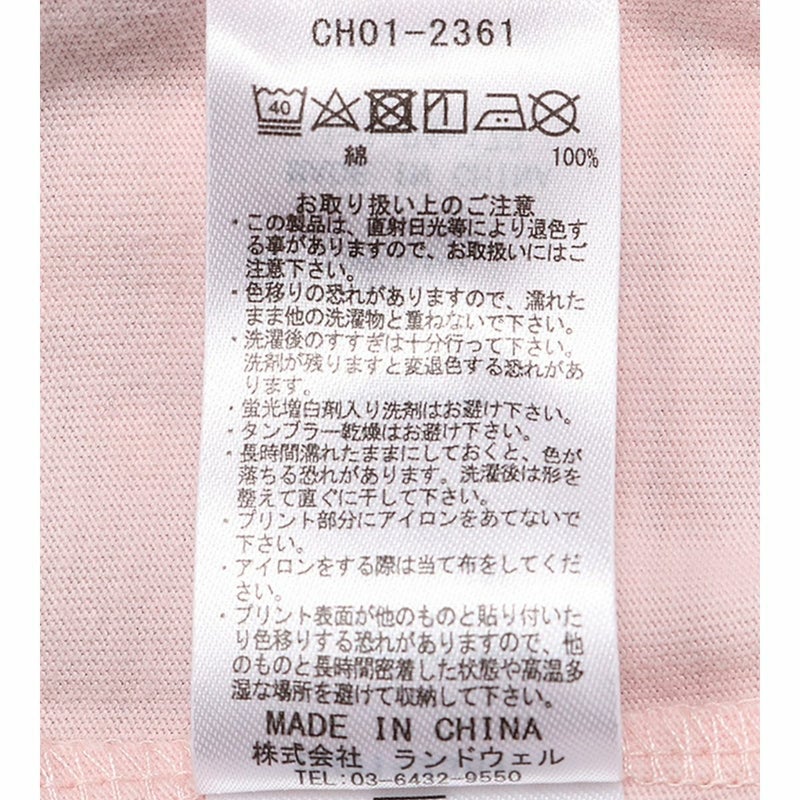 CH01-2361
40
綿 100%
お取り扱い上のご注意
・この製品は、直射日光等により退色す
る事がありますので、お取扱いにはご
注意下さい。
・色移りの恐れがありますので、濡れた
まま他の洗濯物と重ねないで下さい。
・洗濯後のすすぎは十分行って下さい。
洗剤が残りますと変退色する恐れがあ
ります。
・蛍光増白剤入り洗剤はお避け下さい。
・タンブラー乾燥はお避け下さい。
・長時間濡れたままにしておくと、色が
落ちる恐れがあります。洗濯後は形を
整えて直ぐに干して下さい。
・プリント部分にアイロンをあてないで
下さい。
・アイロンをする際は当て布をしてくだ
さい。
・プリント表面が他のものと貼り付いた
り色移りする恐れがありますので、他
のものと長時間密着した状態や高温多
湿な場所を避けて収納して下さい。
MADE IN CHINA
株式会社 ランドウェル
TEL:03-6432-9550